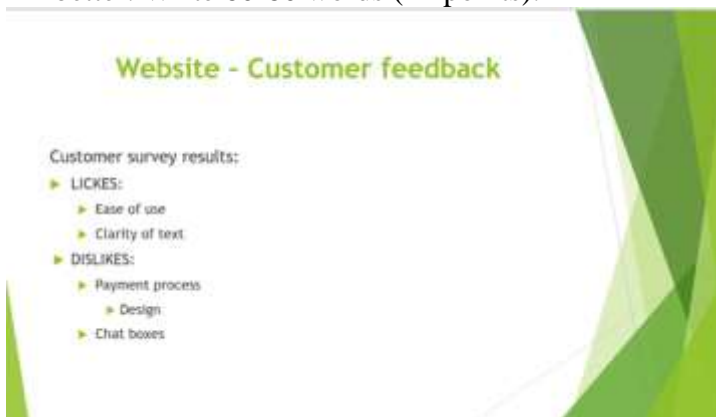 Website - Customer feedback
Customer survey results:
LICKES:
Ease of use
Clarity of text
DISLIKES:
Payment process
Design
Chat boxes